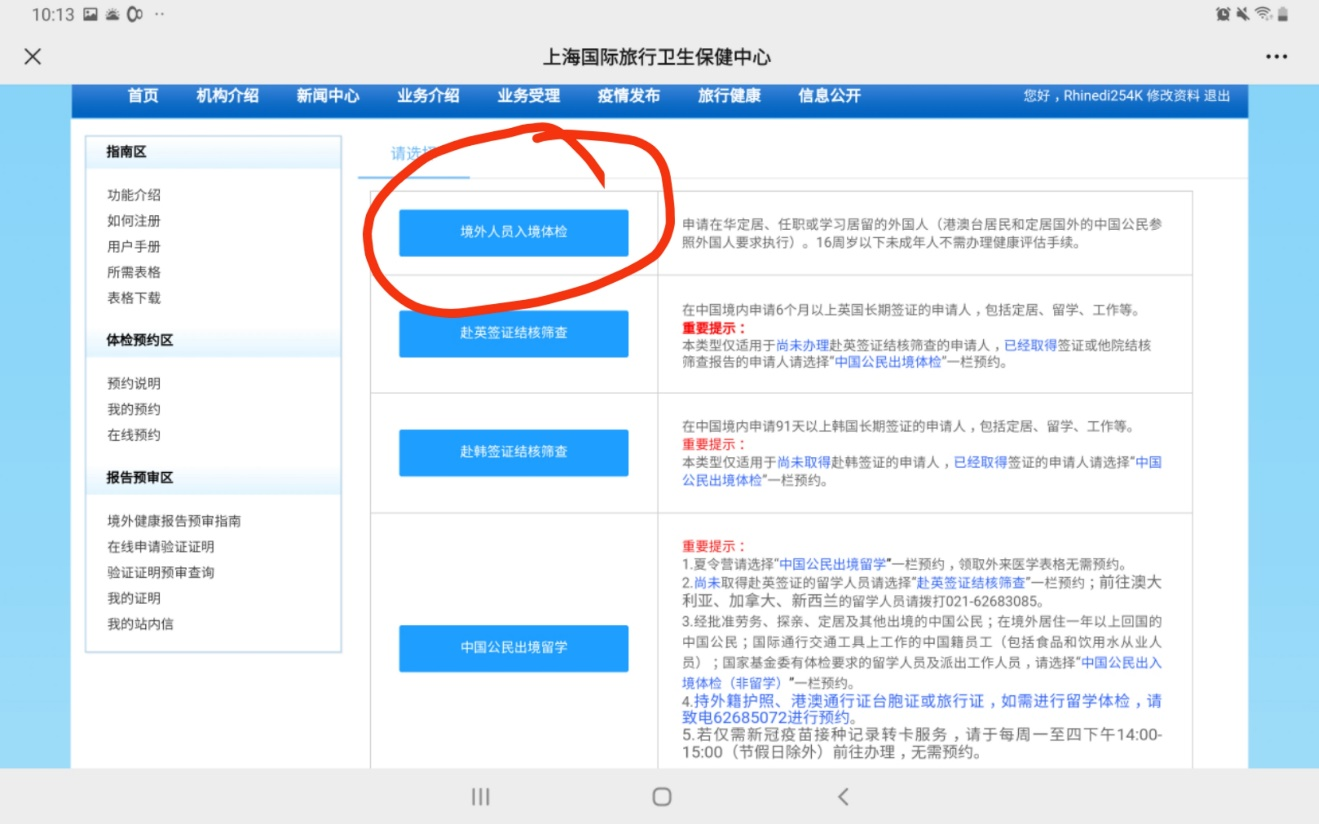 10:13
上海国际旅行卫生保健中心
首页 机构介绍 新闻中心 业务介绍 业务受理 疫情发布 旅行健康 信息公开 您好，Rhinedi254K 修改资料 退出
指南区
功能介绍
如何注册
用户手册
所需表格
表格下载
体检预约区
预约说明
我的预约
在线预约
报告预审区
境外健康报告预审指南
在线申请验证证明
验证证明预审查询
我的证明
我的站内信
请选择
境外人员入境体检
申请在华定居、任职或学习居留的外国人（港澳台居民和定居国外的中国公民参
照外国人要求执行）。16周岁以下未成年人不需办理健康评估手续。
赴英签证结核筛查
在中国境内申请6个月以上英国长期签证的申请人，包括定居、留学、工作等。
重要提示：
本类型仅适用于尚未办理赴英签证结核筛查的申请人，已经取得签证或他院结核
筛查报告的申请人请选择“中国公民出境体检”一栏预约。
赴韩签证结核筛查
在中国境内申请91天以上韩国长期签证的申请人，包括定居、留学、工作等。
重要提示：
本类型仅适用于尚未取得赴韩签证的申请人，已经取得签证的申请人请选择“中国
公民出境体检”一栏预约。
中国公民出境留学
重要提示：
1.夏令营请选择“中国公民出境留学”一栏预约，领取外来医学表格无需预约。
2.尚未取得赴英签证的留学人员请选择“赴英签证结核筛查”一栏预约；前往澳大
利亚、加拿大、新西兰的留学人员请拨打021-62683085。
3.经批准劳务、探亲、定居及其他出境的中国公民；在境外居住一年以上回国的
中国公民；国际通行交通工具上工作的中国籍员工（包括食品和饮用水从业人
员）；国家基金委有体检要求的留学人员及派出工作人员，请选择“中国公民出入
境体检（非留学）”一栏预约。
4.持外籍护照、港澳通行证台胞证或旅行证，如需进行留学体检，请
致电62685072进行预约。
5.若仅需新冠疫苗接种记录转卡服务，请于每周一至四下午14:00-
15:00（节假日除外）前往办理，无需预约。